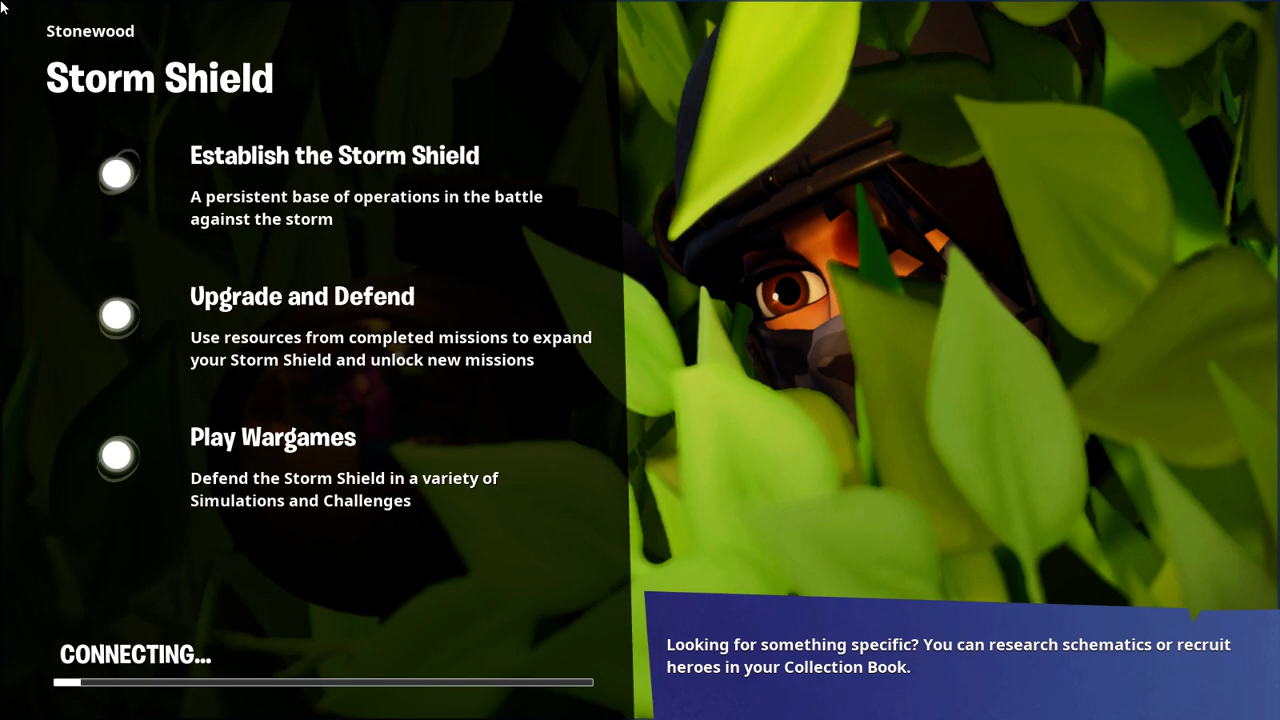 Stonewood
Storm Shield
Establish the Storm Shield
A persistent base of operations in the battle
against the storm
Upgrade and Defend
Use resources from completed missions to expand
your Storm Shield and unlock new missions
Play Wargames
Defend the Storm Shield in a variety of
Simulations and Challenges
CONNECTING...
Looking for something specific? You can research schematics or recruit
heroes in your Collection Book.